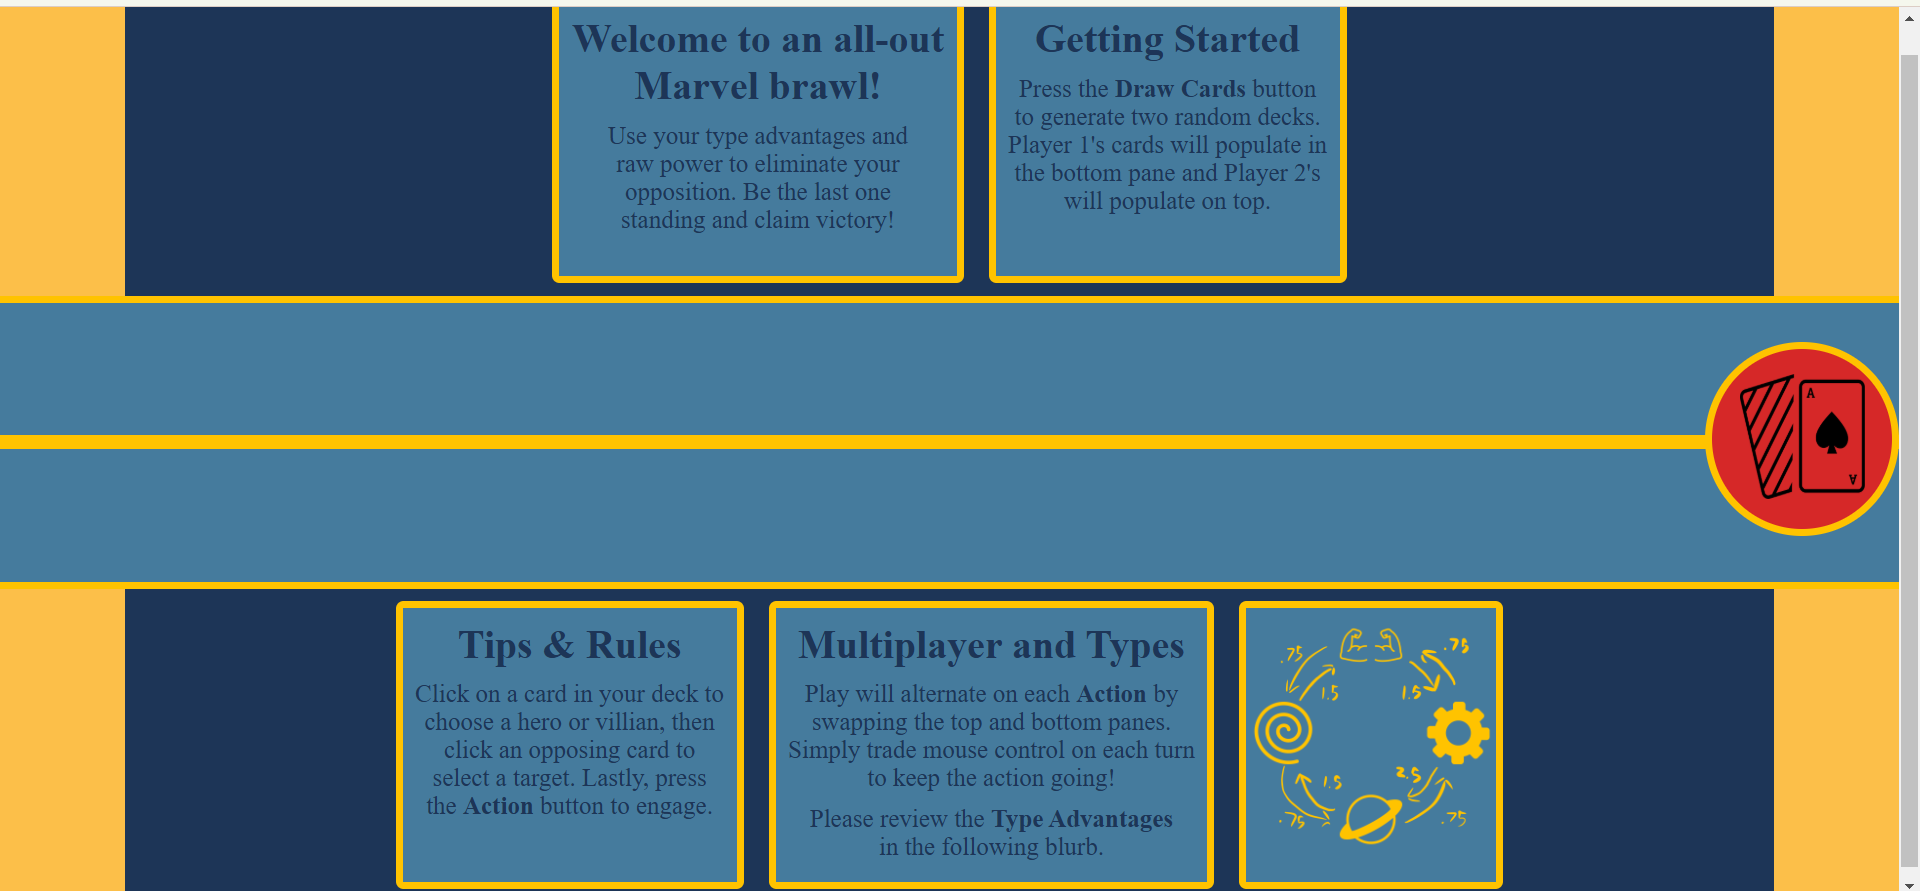 Welcome to an all-out
Marvel brawl!
Use your type advantages and
raw power to eliminate your
opposition. Be the last one
standing and claim victory!
Getting Started
Press the Draw Cards button
to generate two random decks.
Player 1's cards will populate in
the bottom pane and Player 2's
will populate on top.
A
A
Tips & Rules
Click on a card in your deck to
choose a hero or villian, then
click an opposing card to
select a target. Lastly, press
the Action button to engage.
Multiplayer and Types
Play will alternate on each Action by
swapping the top and bottom panes.
Simply trade mouse control on each turn
to keep the action going!
Please review the Type Advantages
in the following blurb.
.75
.75
1.5
1.5
1.5
2.5
.75
.75